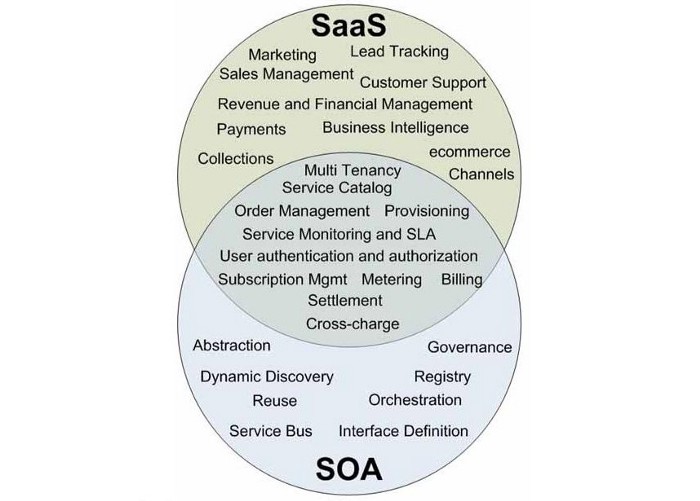 SaaS
Marketing Lead Tracking
Sales Management Customer Support
Revenue and Financial Management
Payments Business Intelligence
Collections ecommerce
Channels
Multi Tenancy
Service Catalog
Order Management Provisioning
Service Monitoring and SLA
User authentication and authorization
Subscription Mgmt Metering Billing
Settlement
Cross-charge
Abstraction Governance
Dynamic Discovery Registry
Reuse Orchestration
Service Bus Interface Definition
SOA